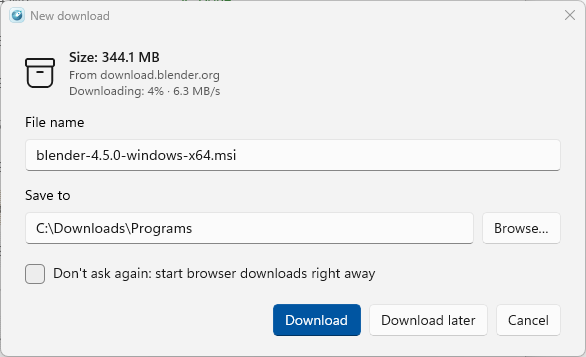 New download
Size: 344.1 MB
From download.blender.org
Downloading: 4% · 6.3 MB/s
File name
blender-4.5.0-windows-x64.msi
Save to
C:\Downloads\Programs
Browse...
Don't ask again: start browser downloads right away
Download
Download later
Cancel